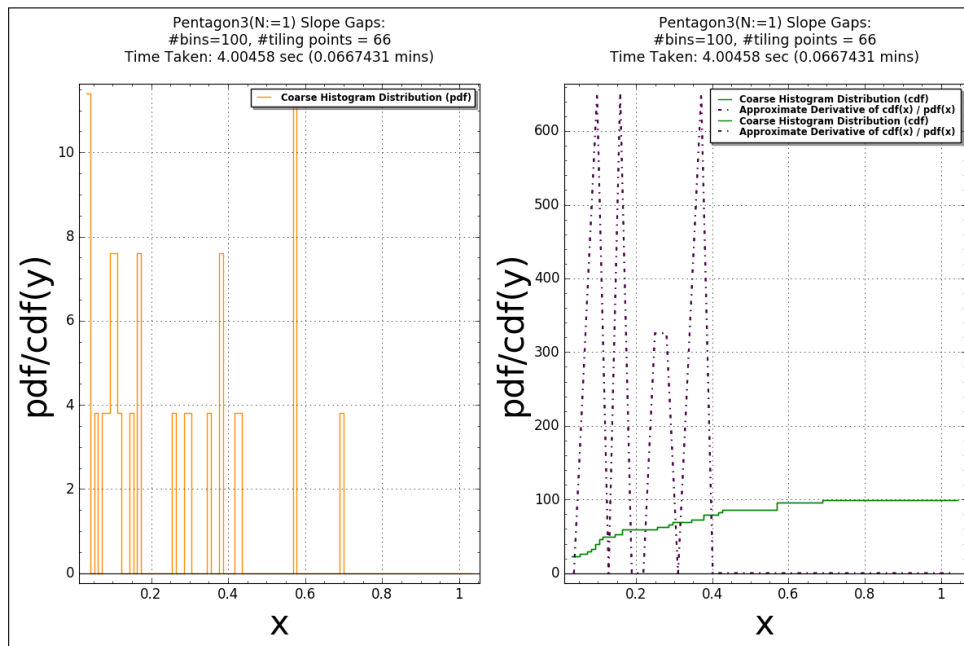 Pentagon3(N:=1) Slope Gaps:
#bins=100, #tiling points = 66
Time Taken: 4.00458 sec (0.0667431 mins)
Coarse Histogram Distribution (pdf)
pdf/cdf(y)
10
8
6
4
2
0
0.2 0.4 0.6 0.8 1
x
Pentagon3(N:=1) Slope Gaps:
#bins=100, #tiling points = 66
Time Taken: 4.00458 sec (0.0667431 mins)
Coarse Histogram Distribution (cdf)
Approximate Derivative of cdf(x) / pdf(x)
Coarse Histogram Distribution (cdf)
Approximate Derivative of cdf(x) / pdf(x)
pdf/cdf(y)
600
500
400
300
200
100
0
0.2 0.4 0.6 0.8 1
x